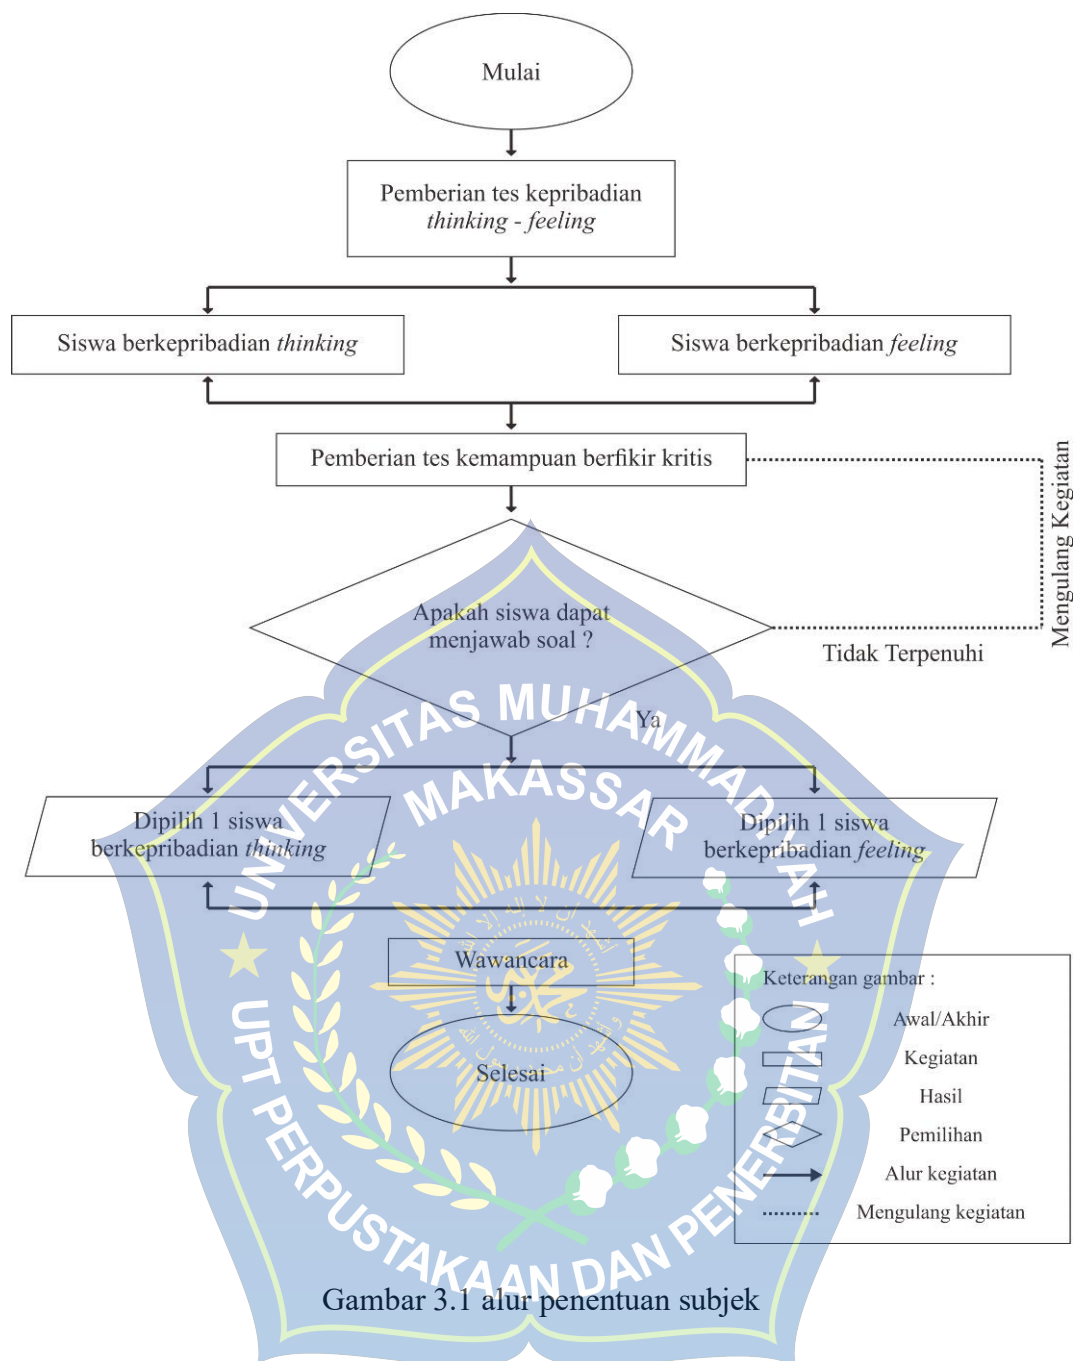 Mulai
Pemberian tes kepribadian
thinking - feeling
Siswa berkepribadian thinking
Siswa berkepribadian feeling
Pemberian tes kemampuan berfikir kritis
Mengulang Kegiatan
Apakah siswa dapat
menjawab soal ?
Tidak Terpenuhi
Ya
UNIVERSITAS MUHAMMADIYAH
MAKASSAR
Dipilih 1 siswa
berkepribadian thinking
Dipilih 1 siswa
berkepribadian feeling
Wawancara
Selesai
Keterangan gambar :
Awal/Akhir
Kegiatan
Hasil
Pemilihan
Alur kegiatan
Mengulang kegiatan
UPT PERPUSTAKAAN DAN PENERBITAN
Gambar 3.1 alur penentuan subjek